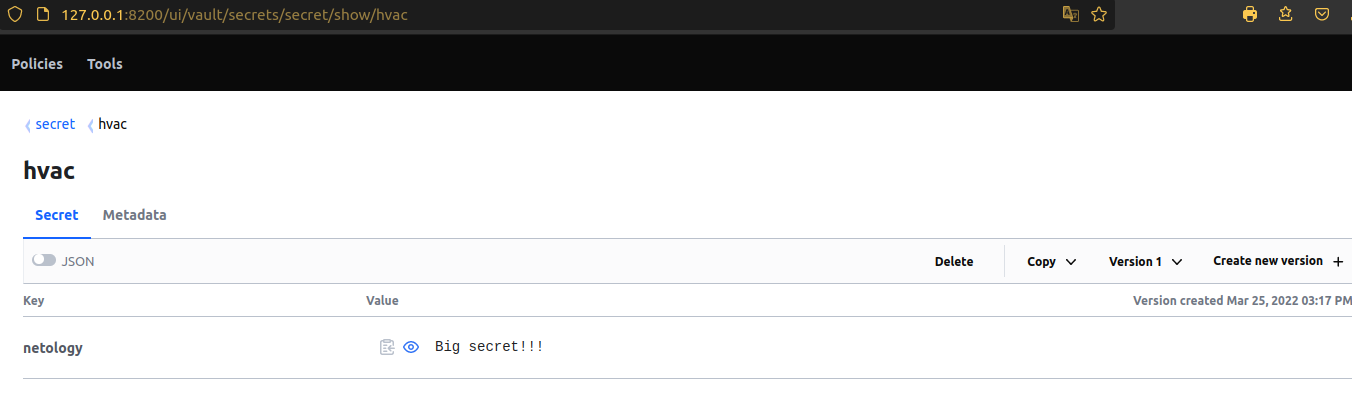 127.0.0.1:8200/ui/vault/secrets/secret/show/hvac
Policies Tools
secret hvac
hvac
Secret Metadata
JSON Delete Copy Version 1 Create new version +
Key Value Version created Mar 25, 2022 03:17 PM
netology Big secret!!!